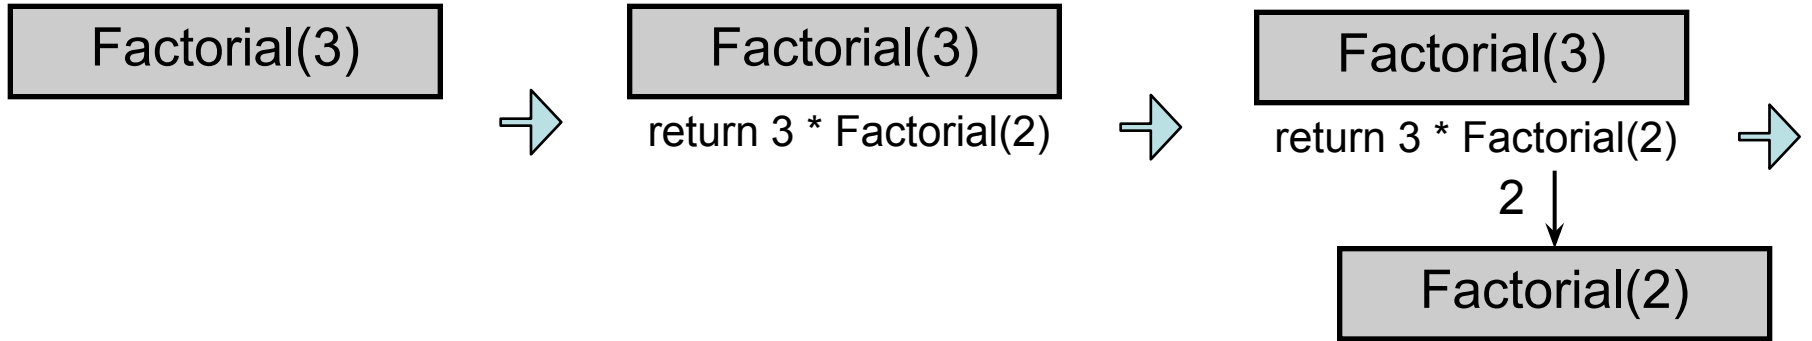 Factorial(3)
Factorial(3)
return 3 * Factorial(2)
Factorial(3)
return 3 * Factorial(2)
2
Factorial(2)